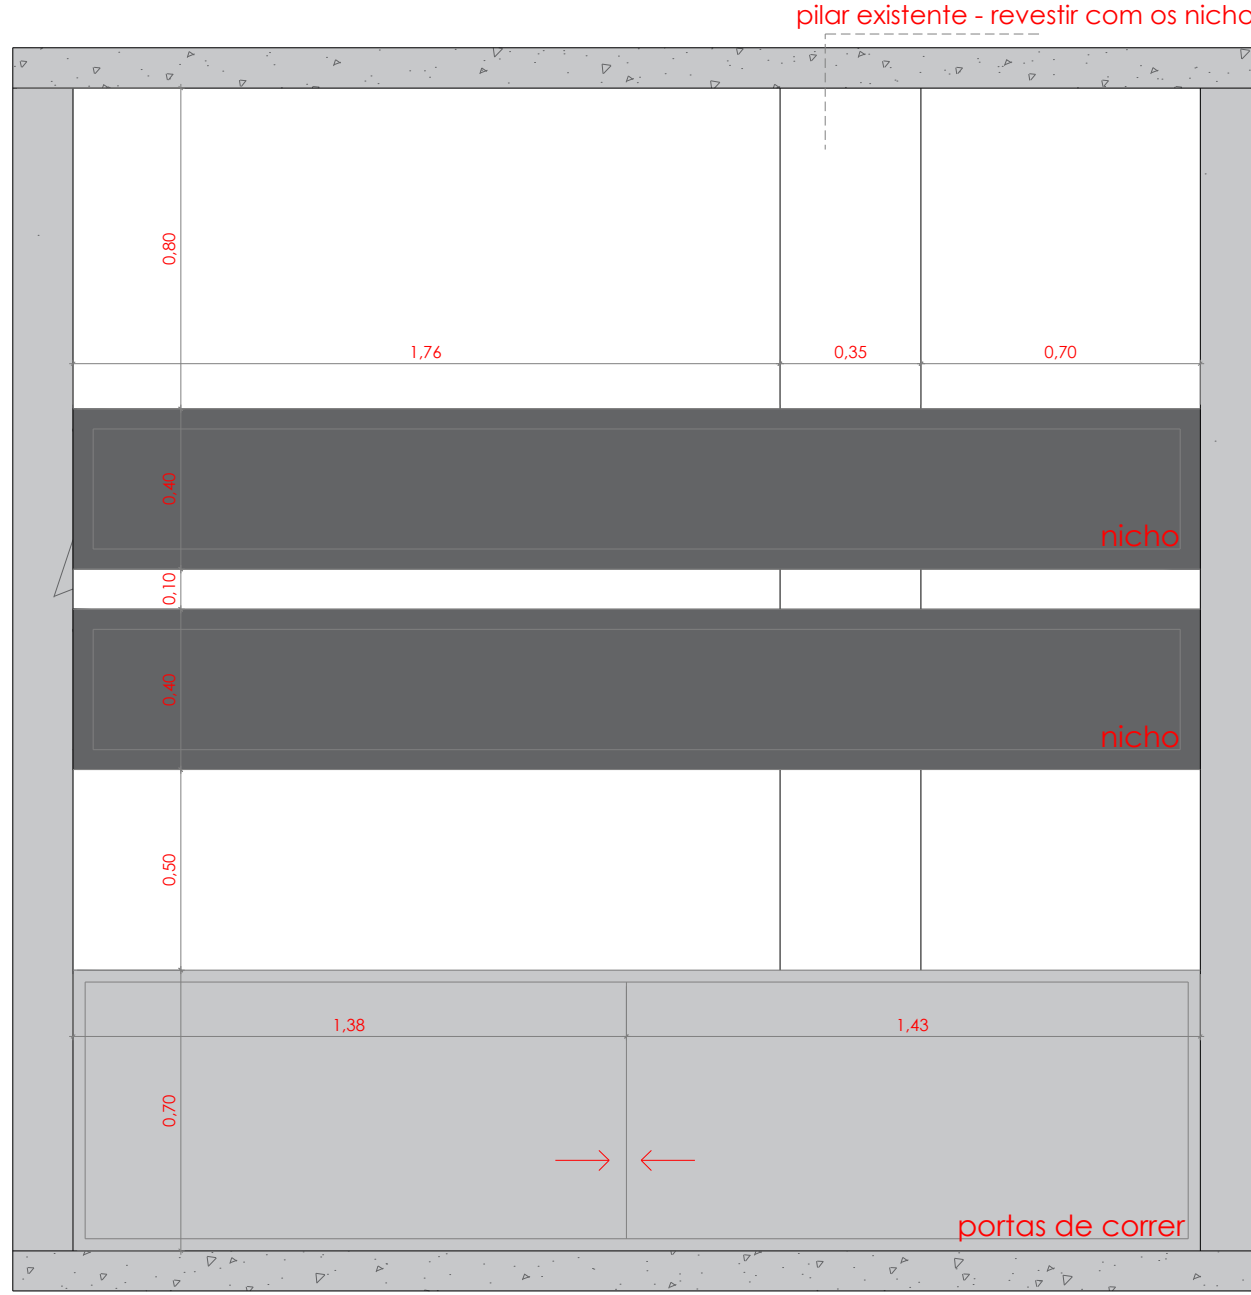 pilar existente - revestir com os nicho
0,80
1,76
0,35
0,70
0,40
nicho
0,10
0,40
nicho
0,50
1,38
1,43
0,70
portas de correr